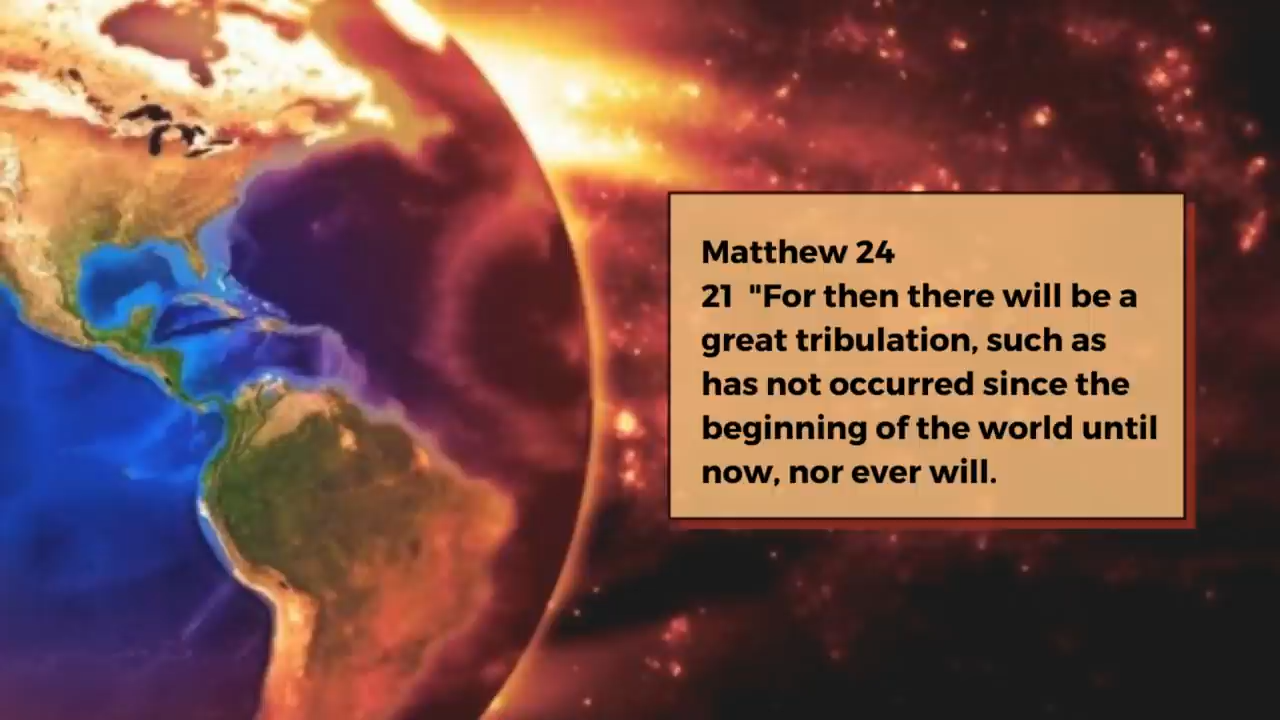 Matthew 24
21 "For then there will be a
great tribulation, such as
has not occurred since the
beginning of the world until
now, nor ever will.